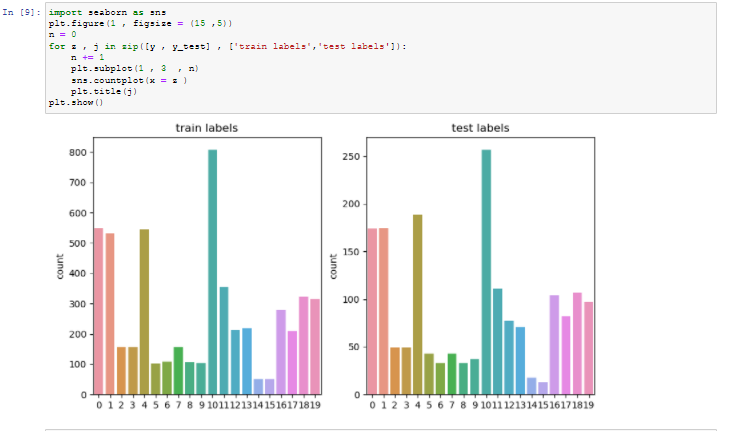 In [9]: import seaborn as sns
plt.figure(1 , figsize = (15 ,5))
n = 0
for z , j in zip([y , y_test] , ['train labels','test labels']):
n += 1
plt.subplot(1 , 3 , n)
sns.countplot(x = z )
plt.title(j)
plt.show()
train labels
800
700
600
500
400
300
200
100
0
count
0 1 2 3 4 5 6 7 8 9 10 11 12 13 14 15 16 17 18 19
test labels
250
200
150
100
50
0
count
0 1 2 3 4 5 6 7 8 9 10 11 12 13 14 15 16 17 18 19